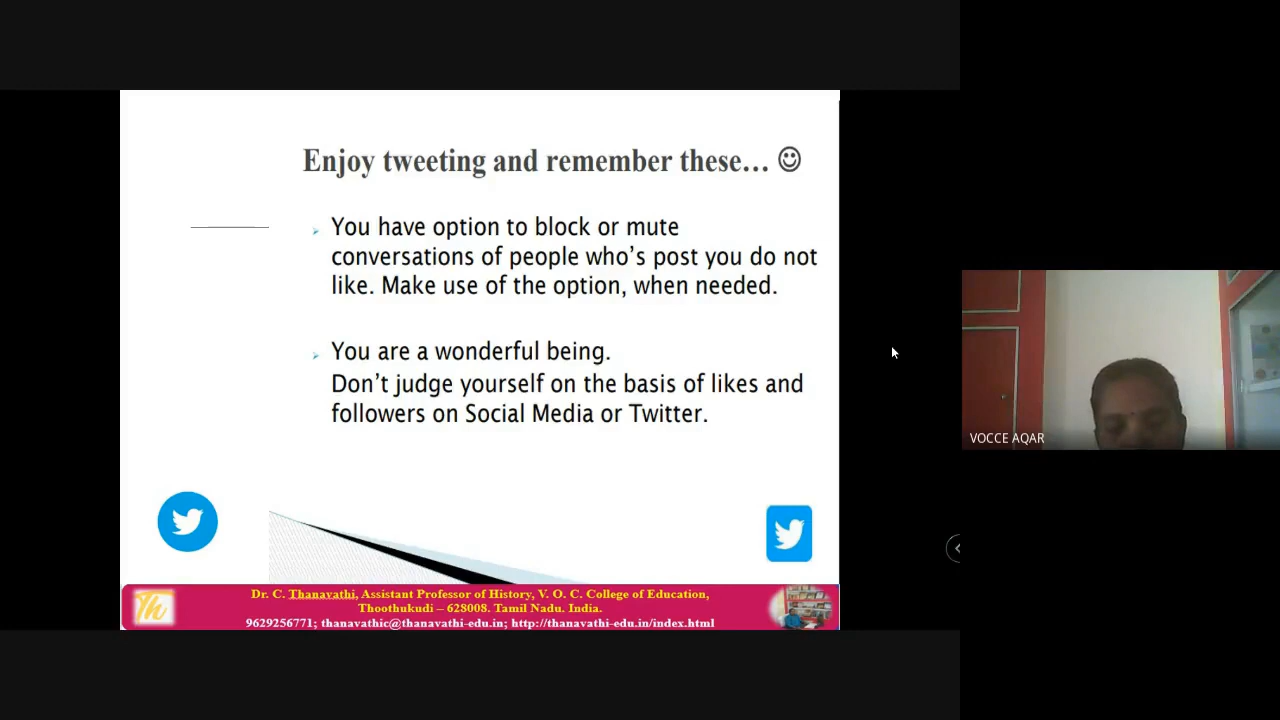 Enjoy tweeting and remember these… ☺
You have option to block or mute
conversations of people who’s post you do not
like. Make use of the option, when needed.
You are a wonderful being.
Don’t judge yourself on the basis of likes and
followers on Social Media or Twitter.
Th
Dr. C. Thanavathi, Assistant Professor of History, V. O. C. College of Education,
Thoothukudi – 628008. Tamil Nadu. India.
9629256771; thanavathic@thanavathi-edu.in; http://thanavathi-edu.in/index.html
VOCCE AQAR